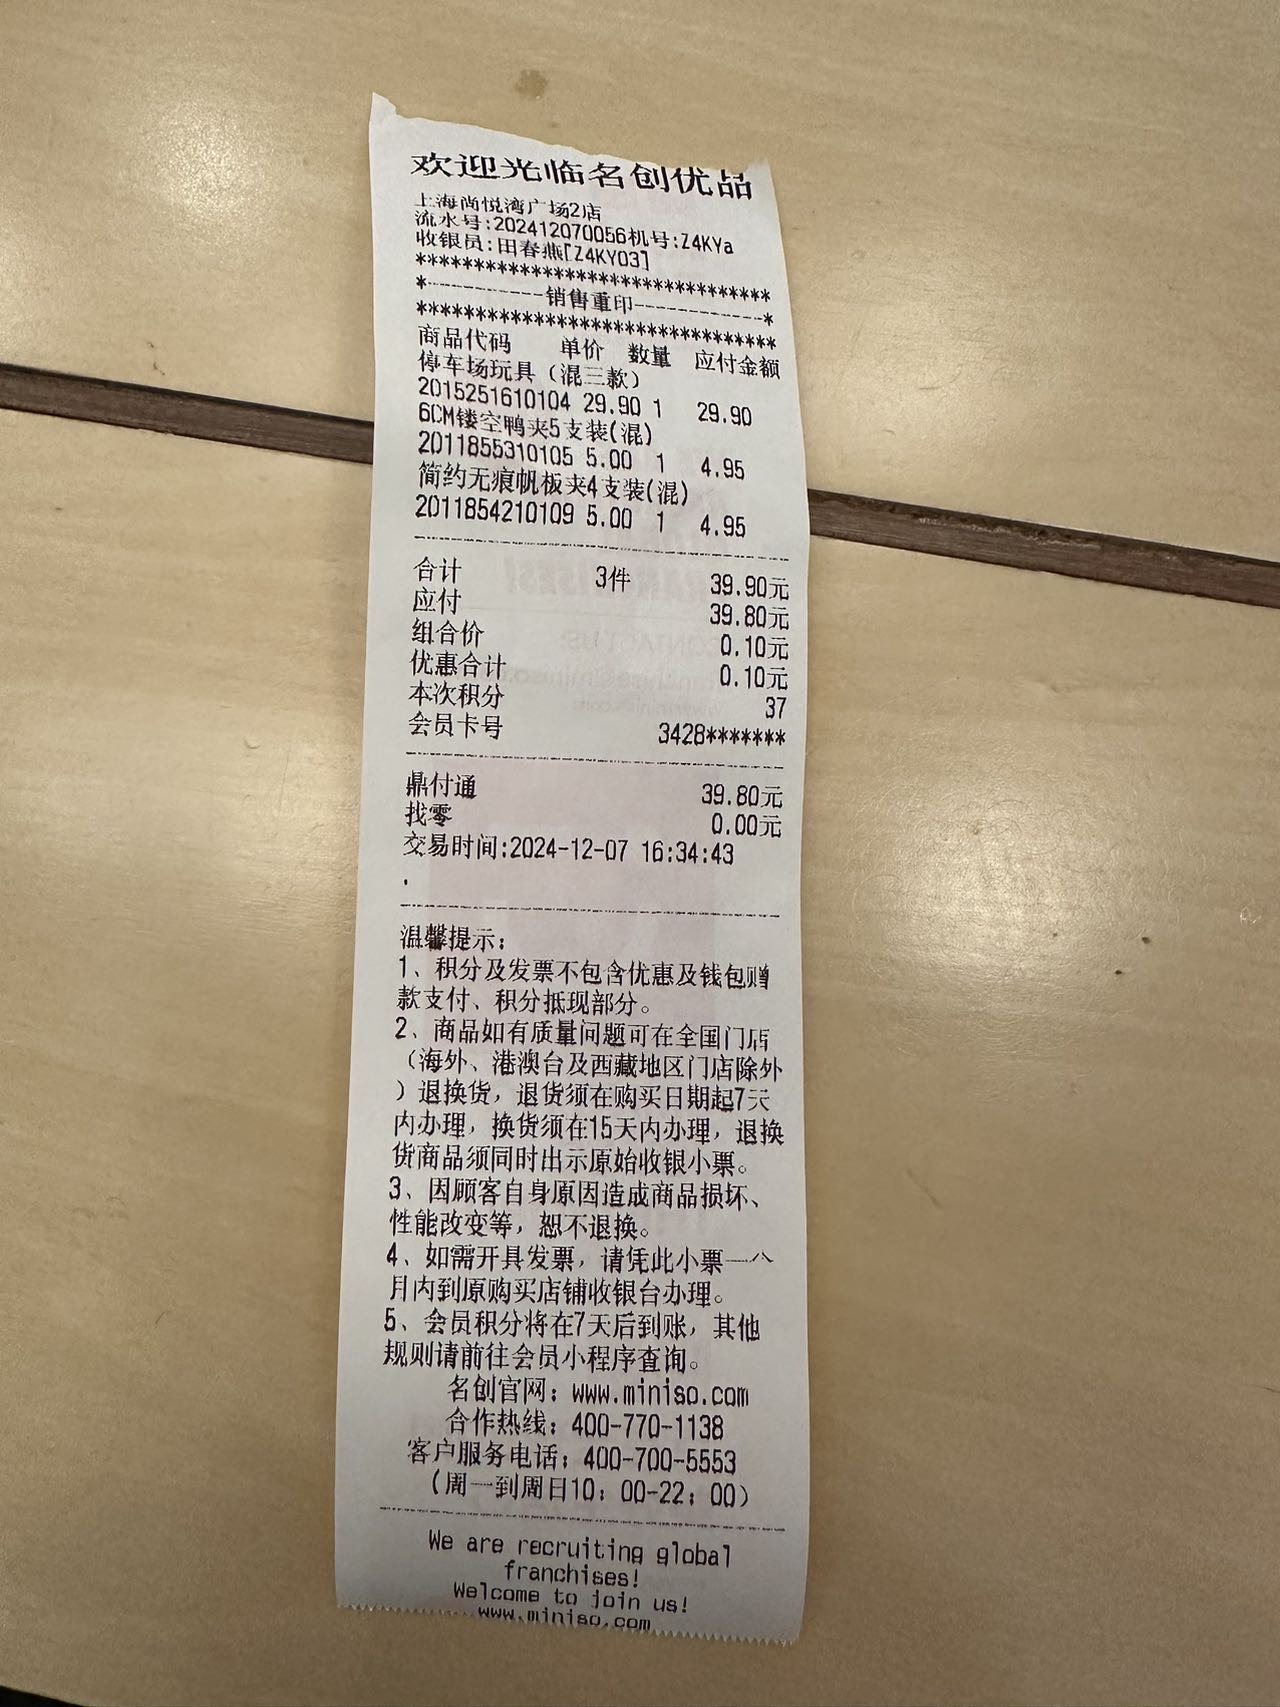 欢迎光临名创优品
上海尚悦湾广场2店
流水号:202412070056机号:Z4KYa
收银员:田春燕[Z4KY03]
*******************************
*-----------销售重印------------*
*******************************
商品代码 单价 数量 应付金额
停车场玩具（混三款）
2015251610104 29.90 1 29.90
6CM镂空鸭夹5支装(混)
2011855310105 5.00 1 4.95
简约无痕帆板夹4支装(混)
2011854210109 5.00 1 4.95
合计 3件 39.90元
应付 39.80元
组合价 0.10元
优惠合计 0.10元
本次积分 37
会员卡号 3428*******
鼎付通 39.80元
找零 0.00元
交易时间:2024-12-07 16:34:43
.
温馨提示：
1、积分及发票不包含优惠及钱包赠
款支付、积分抵现部分。
2、商品如有质量问题可在全国门店
（海外、港澳台及西藏地区门店除外
）退换货，退货须在购买日期起7天
内办理，换货须在15天内办理，退换
货商品须同时出示原始收银小票。
3、因顾客自身原因造成商品损坏、
性能改变等，恕不退换。
4、如需开具发票，请凭此小票一个
月内到原购买店铺收银台办理。
5、会员积分将在7天后到账，其他
规则请前往会员小程序查询。
名创官网：www.miniso.com
合作热线：400-770-1138
客户服务电话：400-700-5553
（周一到周日10：00-22：00）
We are recruiting global
franchises!
Welcome to join us!
www.miniso.com